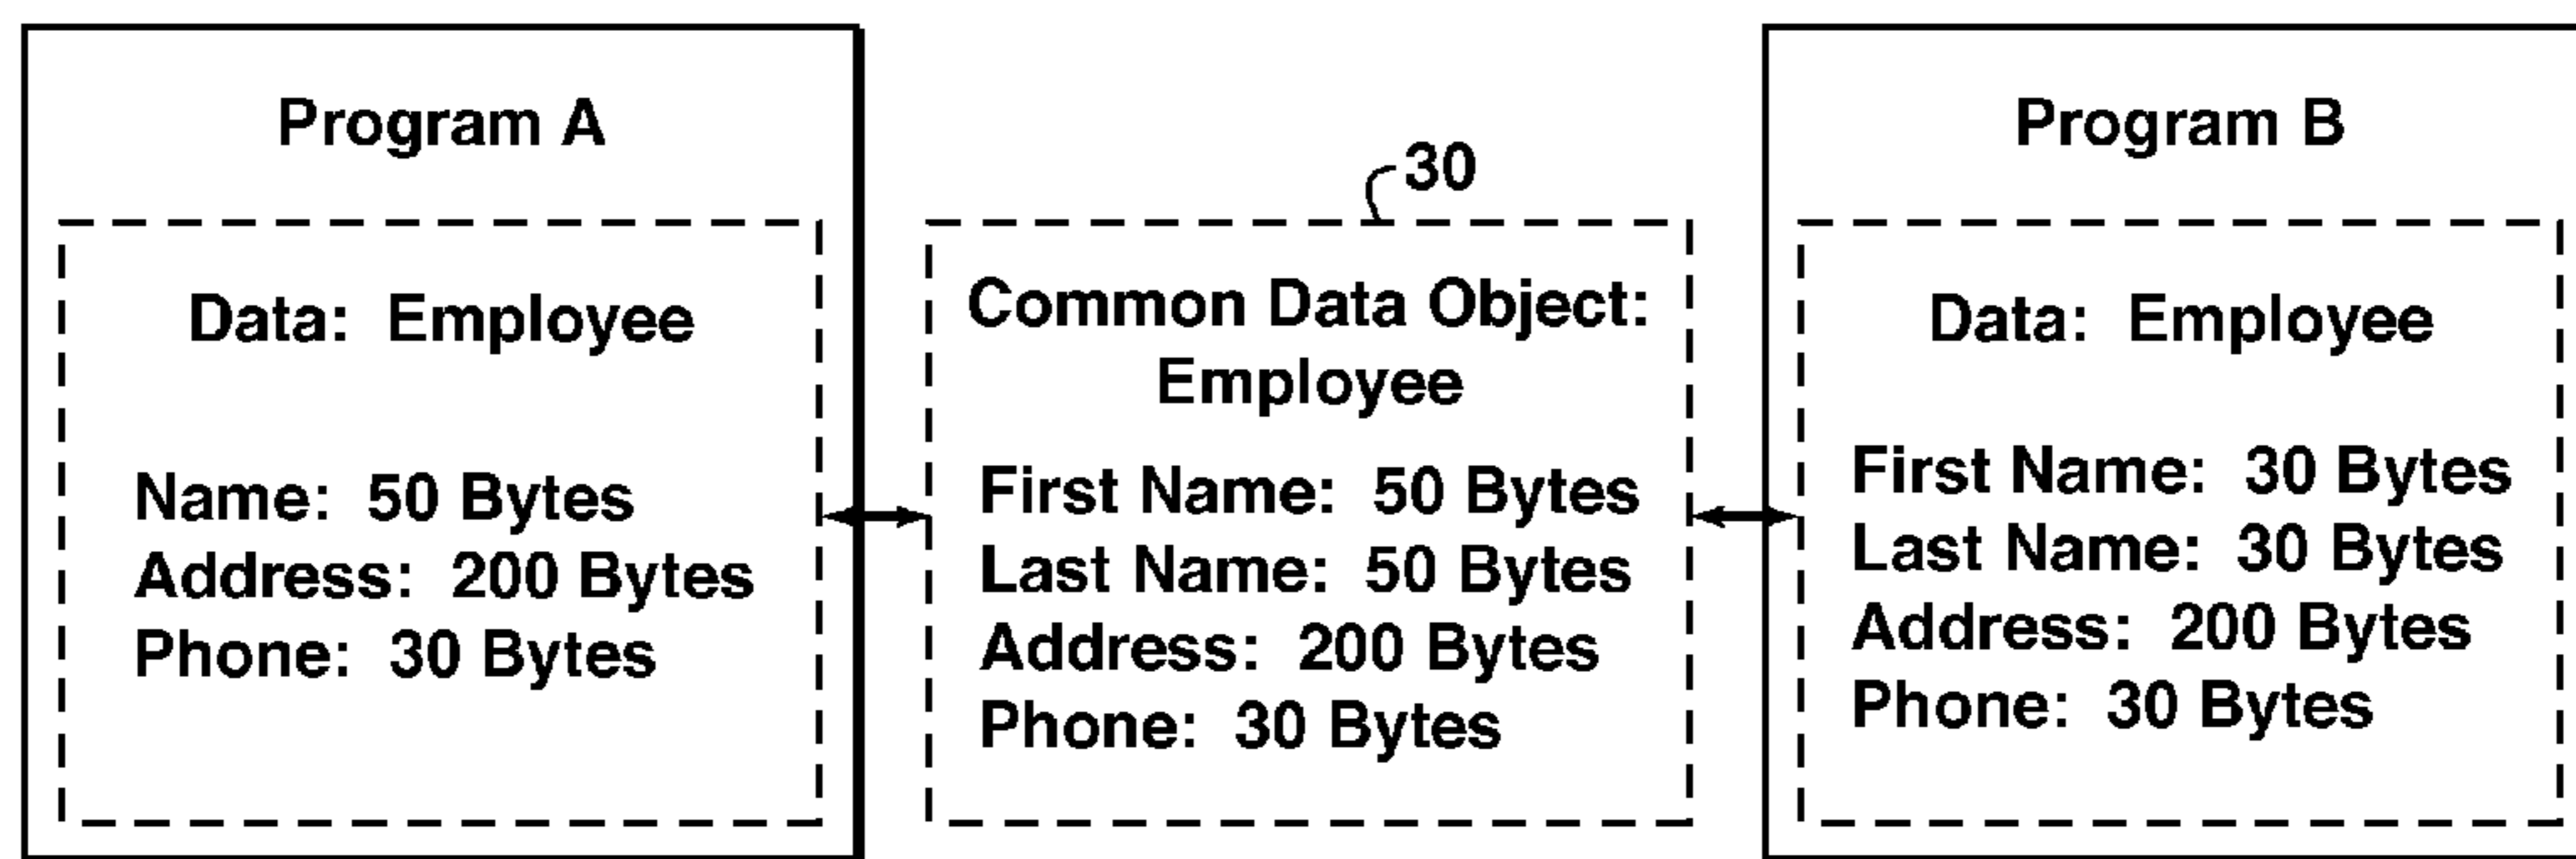 Program A
Data: Employee
Name: 50 Bytes
Address: 200 Bytes
Phone: 30 Bytes
30
Common Data Object:
Employee
First Name: 50 Bytes
Last Name: 50 Bytes
Address: 200 Bytes
Phone: 30 Bytes
Program B
Data: Employee
First Name: 30 Bytes
Last Name: 30 Bytes
Address: 200 Bytes
Phone: 30 Bytes